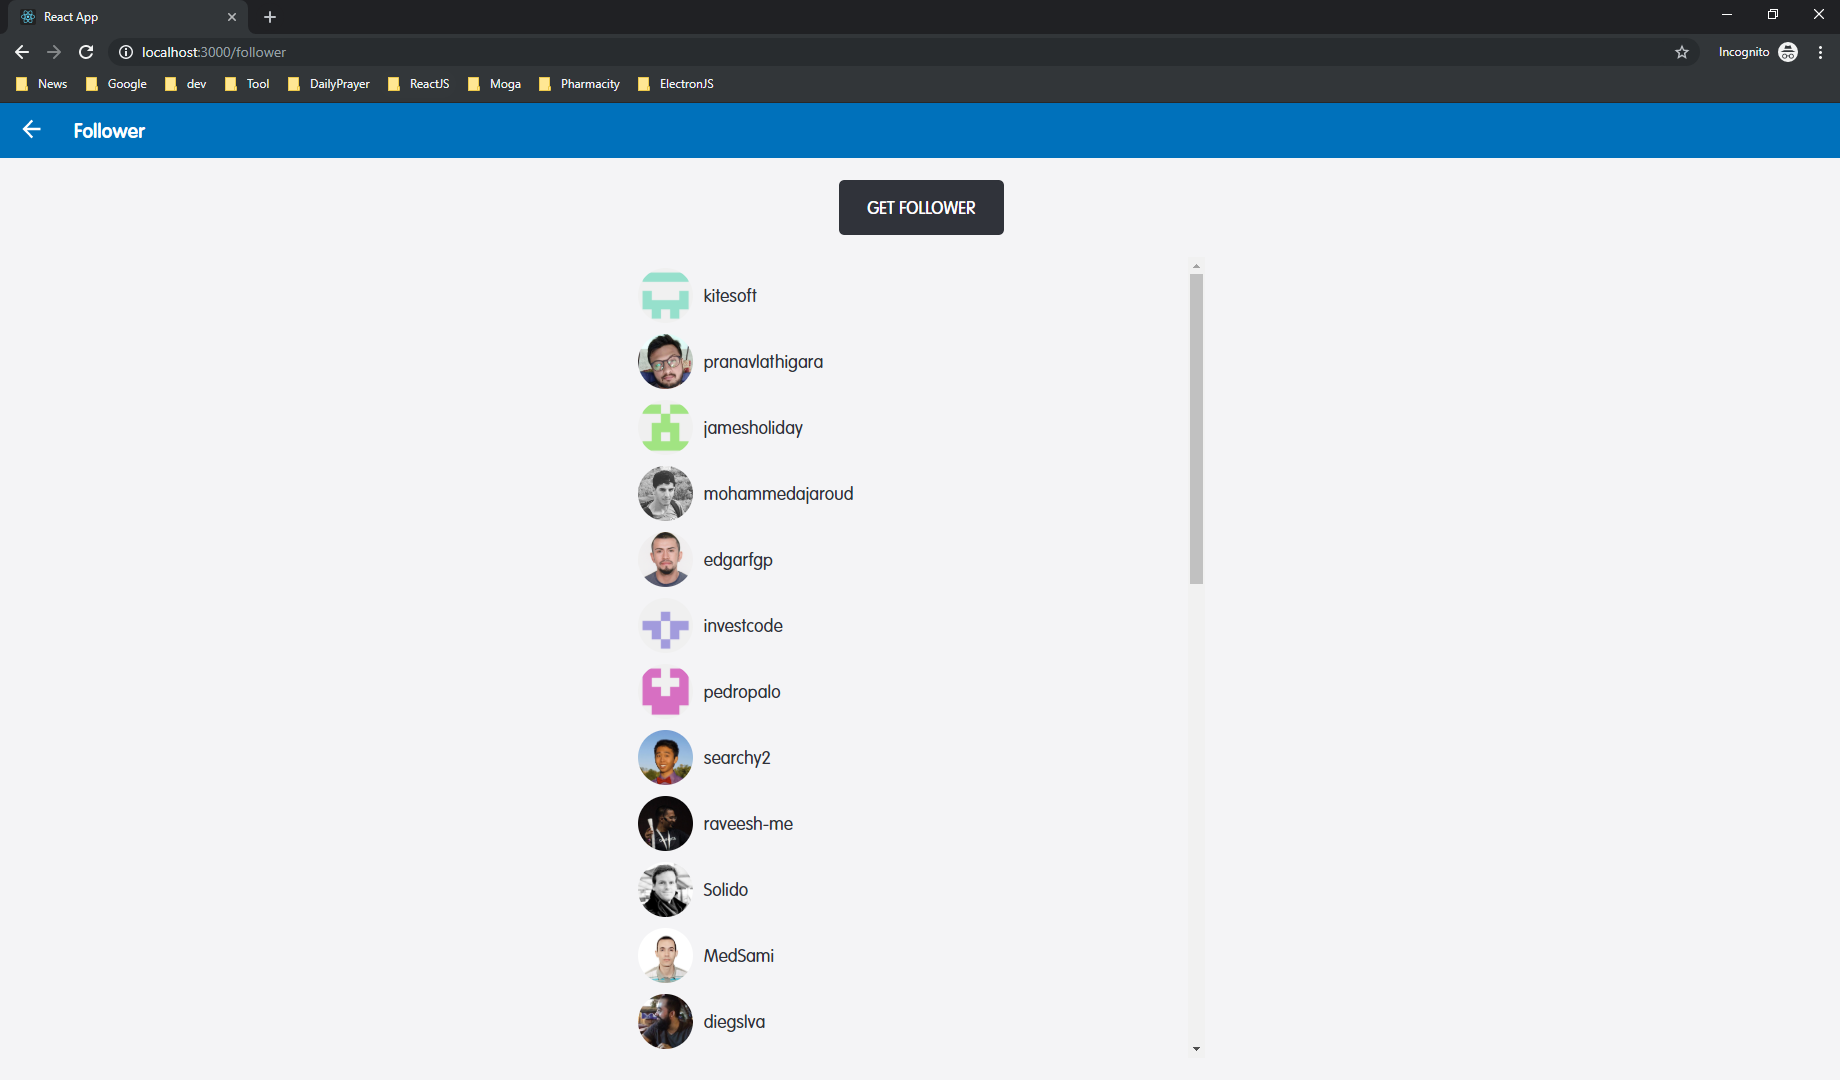 React App
localhost:3000/follower
Incognito
News Google dev Tool DailyPrayer ReactJS Moga Pharmacity ElectronJS
Follower
GET FOLLOWER
kitesoft
pranavlathigara
jamesholiday
mohammedajaroud
edgarfgp
investcode
pedropalo
searchy2
raveesh-me
Solido
MedSami
diegslva